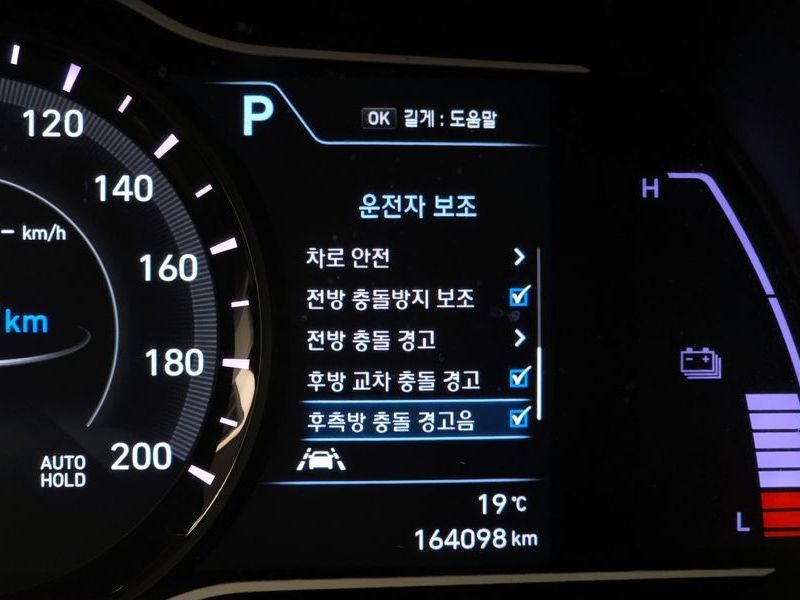 120
140
160
180
200
km/h
km
AUTO
HOLD
P
OK 길게 : 도움말
운전자 보조
차로 안전
전방 충돌방지 보조
전방 충돌 경고
후방 교차 충돌 경고
후측방 충돌 경고음
19℃
164098 km
H
L